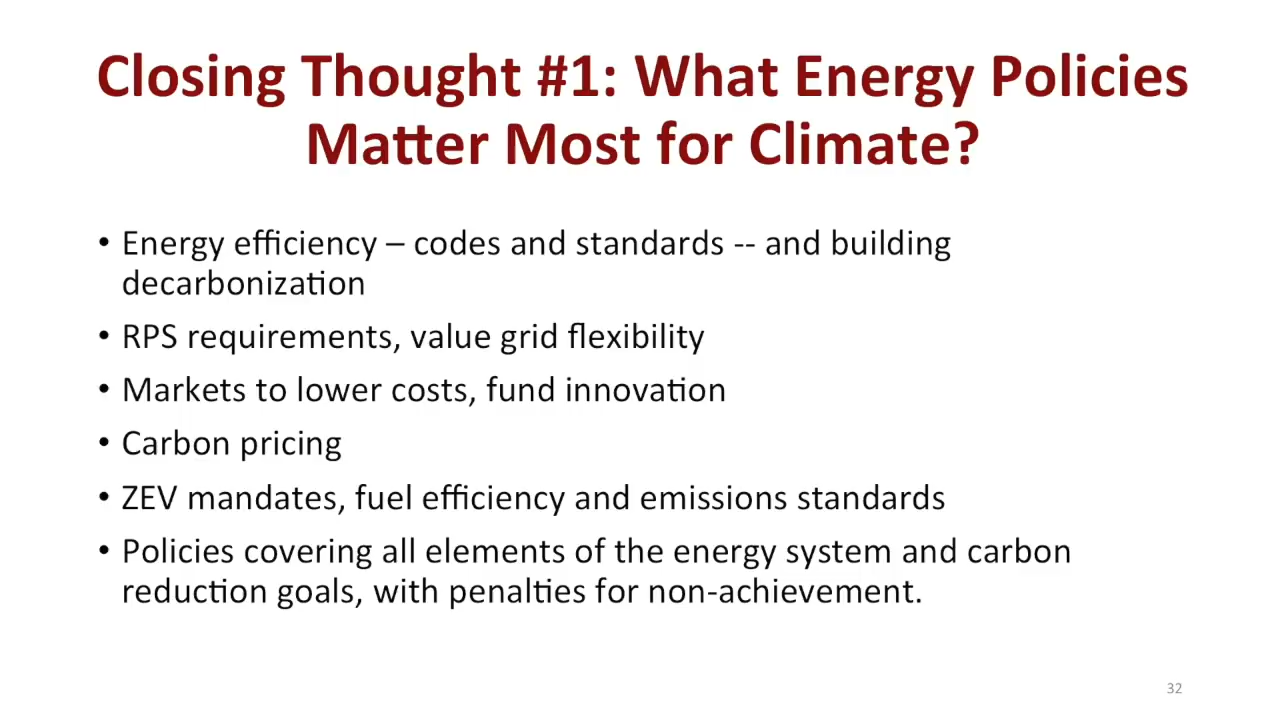 Closing Thought #1: What Energy Policies
Matter Most for Climate?
• Energy efficiency – codes and standards -- and building
decarbonization
• RPS requirements, value grid flexibility
• Markets to lower costs, fund innovation
• Carbon pricing
• ZEV mandates, fuel efficiency and emissions standards
• Policies covering all elements of the energy system and carbon
reduction goals, with penalties for non-achievement.
32